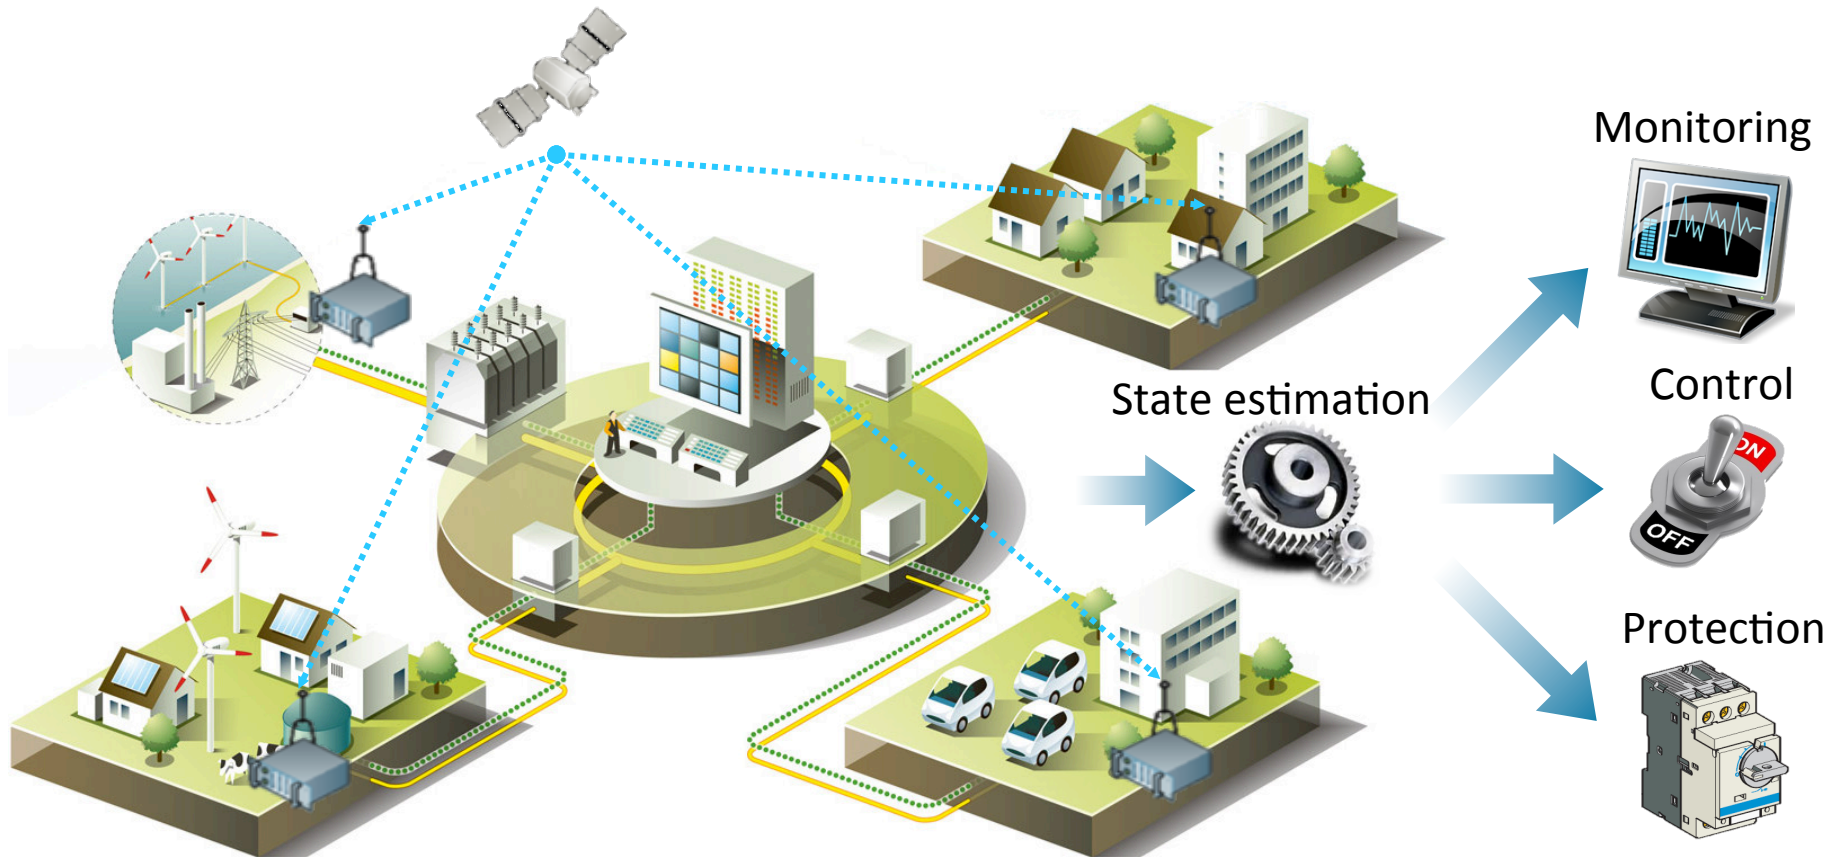 Monitoring
Control
State estimation
ON
OFF
Protection